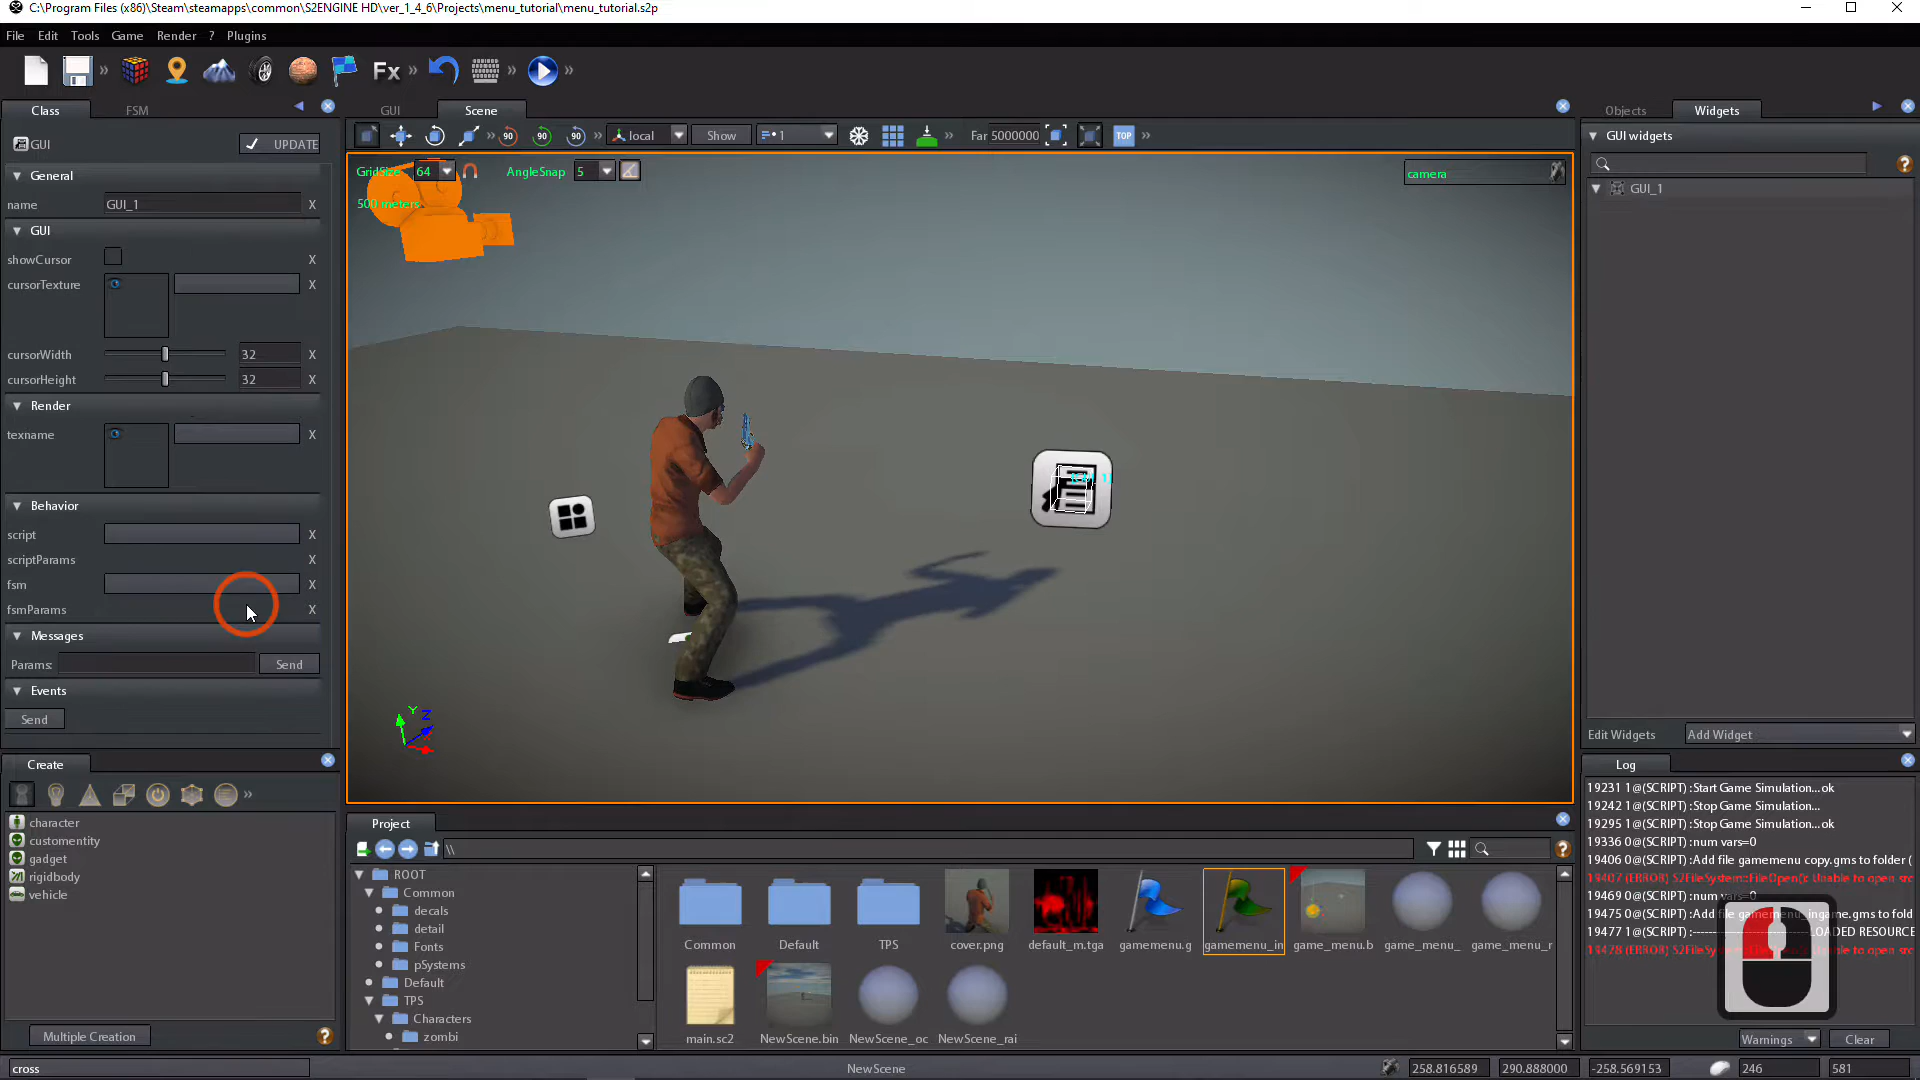 C:\Program Files (x86)\Steam\steamapps\common\S2ENGINE HD\ver_1_4_6\Projects\menu_tutorial\menu_tutorial.s2p
File Edit Tools Game Render ? Plugins
Fx
Class FSM
GUI
UPDATE
General
name GUI_1 X
GUI
showCursor X
cursorTexture X
cursorWidth 32 X
cursorHeight 32 X
Render
texname X
Behavior
script X
scriptParams X
fsm X
fsmParams X
Messages
Params: Send
Events
Send
Create
character
customentity
gadget
rigidbody
vehicle
Multiple Creation
cross
GUI Scene
90 90 90 local Show 1 Far 5000000 TOP
GridSize 64 AngleSnap 5
500 meters
camera
Y
Z
Project
\\
ROOT
Common
decals
detail
Fonts
pSystems
Default
TPS
Characters
zombi
Common Default TPS cover.png default_m.tga gamemenu.g gamemenu_in game_menu.b game_menu_ game_menu_r
main.sc2 NewScene.bin NewScene_oc NewScene_rai
NewScene
Objects Widgets
GUI widgets
GUI_1
Edit Widgets Add Widget
Log
19231 1@(SCRIPT) :Start Game Simulation...ok
19242 1@(SCRIPT) :Stop Game Simulation...
19295 1@(SCRIPT) :Stop Game Simulation...ok
19336 0@(SCRIPT) :num vars=0
19406 0@(SCRIPT) :Add file gamemenu copy.gms to folder (
19407 (ERROR) S2FileSystem::FileOpen(): Unable to open src
19469 0@(SCRIPT) :num vars=0
19475 0@(SCRIPT) :Add file gamemenu_ingame.gms to fold
19477 1@(SCRIPT) :LOADED RESOURCE
19478 (ERROR) S2FileSystem::FileOpen(): Unable to open src
Warnings Clear
258.816589 290.888000 -258.569153 246 581